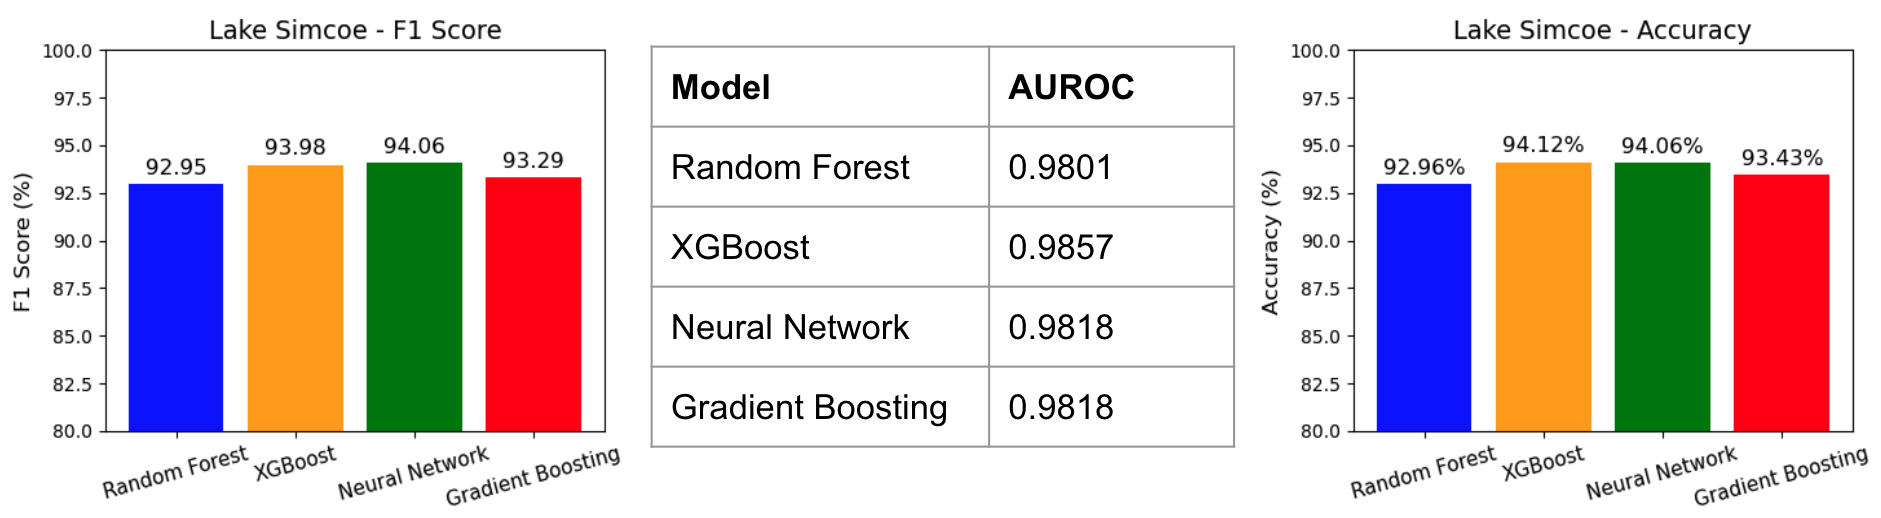 Lake Simcoe - F1 Score
F1 Score (%)
100.0
97.5
95.0
92.5
90.0
87.5
85.0
82.5
80.0
92.95
93.98
94.06
93.29
Random Forest
XGBoost
Neural Network
Gradient Boosting
Model AUROC
Random Forest 0.9801
XGBoost 0.9857
Neural Network 0.9818
Gradient Boosting 0.9818
Lake Simcoe - Accuracy
Accuracy (%)
100.0
97.5
95.0
92.5
90.0
87.5
85.0
82.5
80.0
92.96%
94.12%
94.06%
93.43%
Random Forest
XGBoost
Neural Network
Gradient Boosting